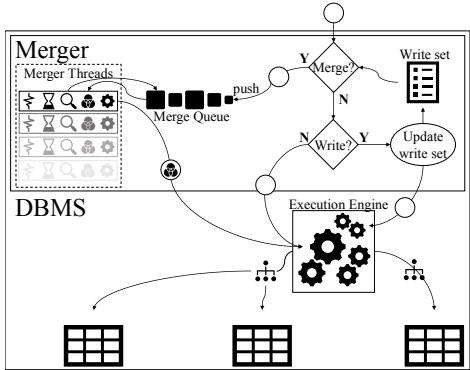 Merger
Merger Threads
Merge Queue
push
Y
Merge?
N
Write set
N
Write?
Y
Update
write set
DBMS
Execution Engine